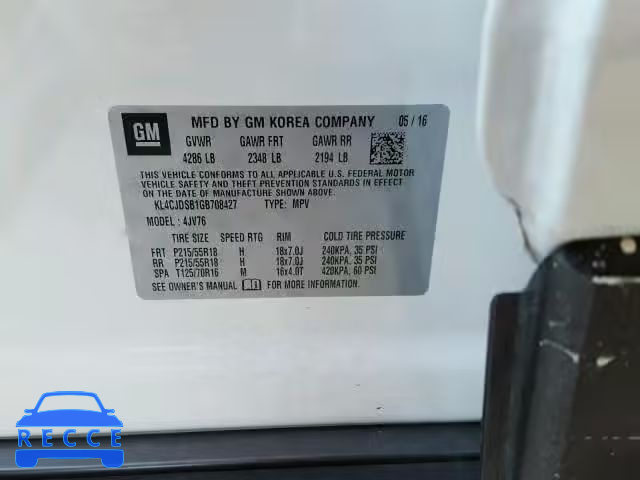 GM
MFD BY GM KOREA COMPANY 05 / 16
GVWR GAWR FRT GAWR RR
4286 LB 2348 LB 2194 LB
THIS VEHICLE CONFORMS TO ALL APPLICABLE U.S. FEDERAL MOTOR
VEHICLE SAFETY AND THEFT PREVENTION STANDARDS IN EFFECT ON
THE DATE OF MANUFACTURE SHOWN ABOVE.
KL4CJDSB1GB708427 TYPE: MPV
MODEL: 4JV76
TIRE SIZE SPEED RTG RIM COLD TIRE PRESSURE
FRT P215/55R18 H 18x7.0J 240KPA, 35 PSI
RR P215/55R18 H 18x7.0J 240KPA, 35 PSI
SPA T125/70R16 M 16x4.0T 420KPA, 60 PSI
SEE OWNER'S MANUAL FOR MORE INFORMATION.
RECCE